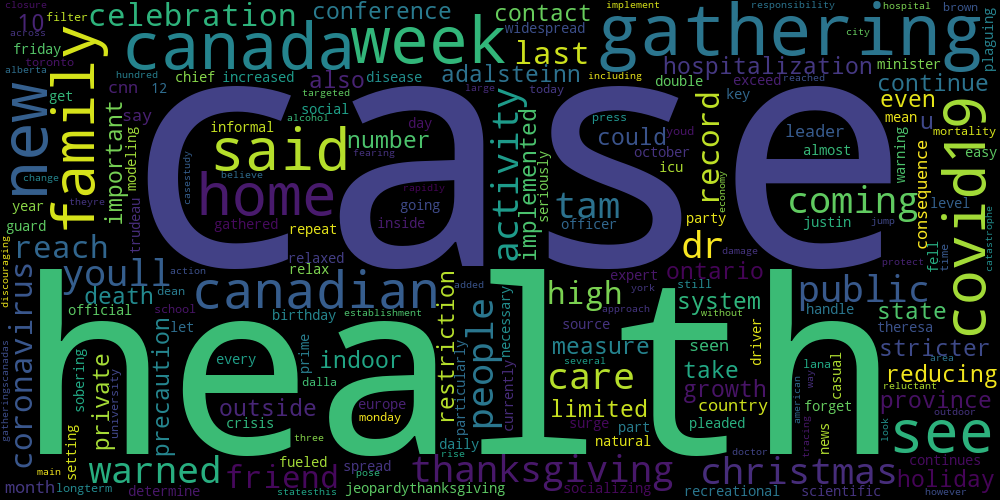 closure
10
celebration
conference
contact
implement
responsibility
hospital
brown
filter
across
canada
week
widespread
gathering
city
plaguing
friday
toronto
family
last
hospitalization
minister
alberta
hundred
chief
increased
also
disease
adalsteinn
including
double
exceed
reached
continue
new
get
cnn
12
targeted
large
today
key
even
say
social
alcohol
case
press
youd
record
u
mean
mortality
important
modeling
informal
day
number
activity
implemented
seriously
could
leader
almost
warning
covid19
easy
said
october
icu
change
theyre
casestudy
believe
fearing
rapidly
economy
consequence
level
year
home
going
tam
coming
guard
trudeau
gathered
repeat
inside
officer
party
justin
jump
fell
time
catastrophe
reach
relaxed
dr
damage
protect
discouraging
coronavirus
youll
action
relax
canadian
restriction
expert
ontario
public
death
dean
added
high
york
still
system
state
official
school
birthday
establishment
people
necessary
approach
without
handle
theresa
let
precaution
prime
particularly
source
seen
driver
stricter
health
sobering
every
indoor
measure
take
lana
area
reducing
gatheringscanades
private
university
dalla
europe
currently
care
growth
american
way
casual
reluctant
outside
monday
limited
country
forget
province
setting
crisis
three
several
surge
part
pleaded
news
look
outdoor
daily
natural
tracing
see
main
fueled
rise
doctor
continues
warned
friend
spread
pose
thanksgiving
christmas
holiday
month
longterm
determine
statesthis
jeopardythanksgiving
socializing
recreational
scientific
however